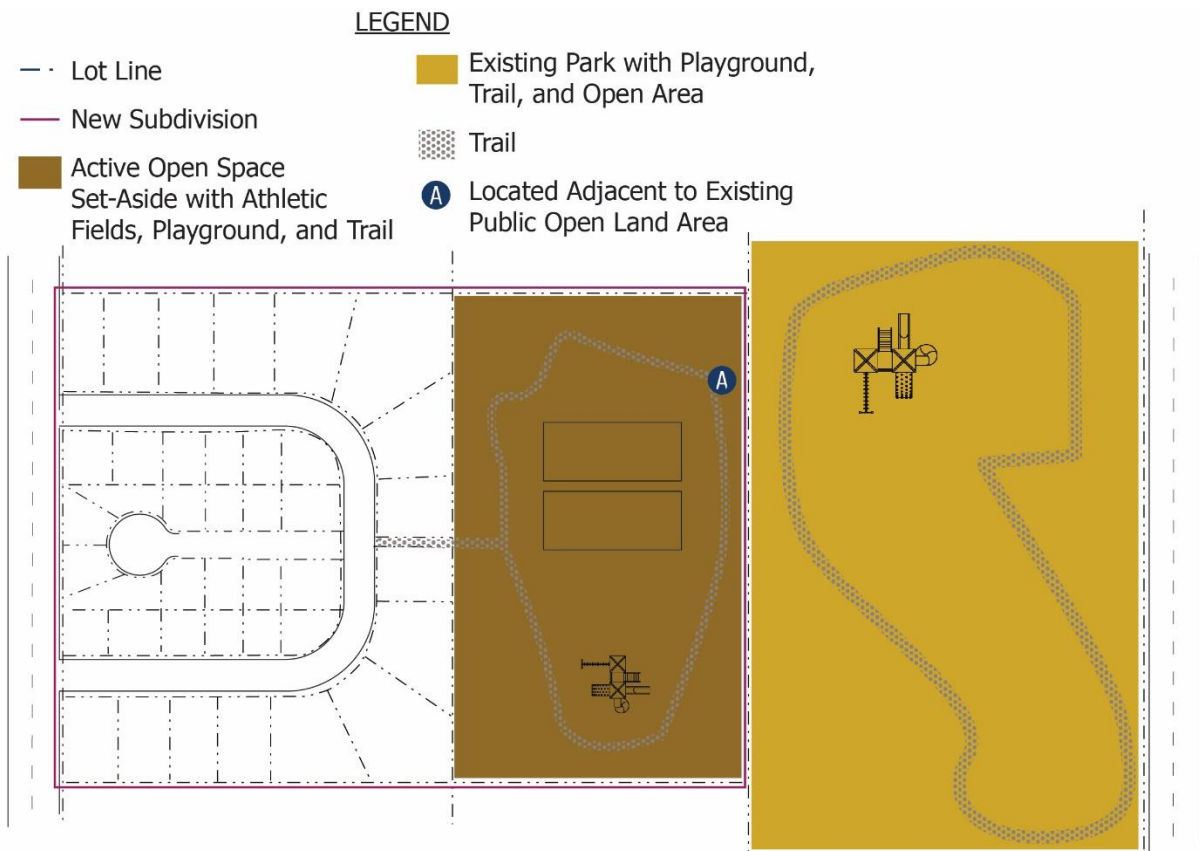 LEGEND
Lot Line
New Subdivision
Active Open Space
Set-Aside with Athletic
Fields, Playground, and Trail
Existing Park with Playground,
Trail, and Open Area
Trail
A
Located Adjacent to Existing
Public Open Land Area
A